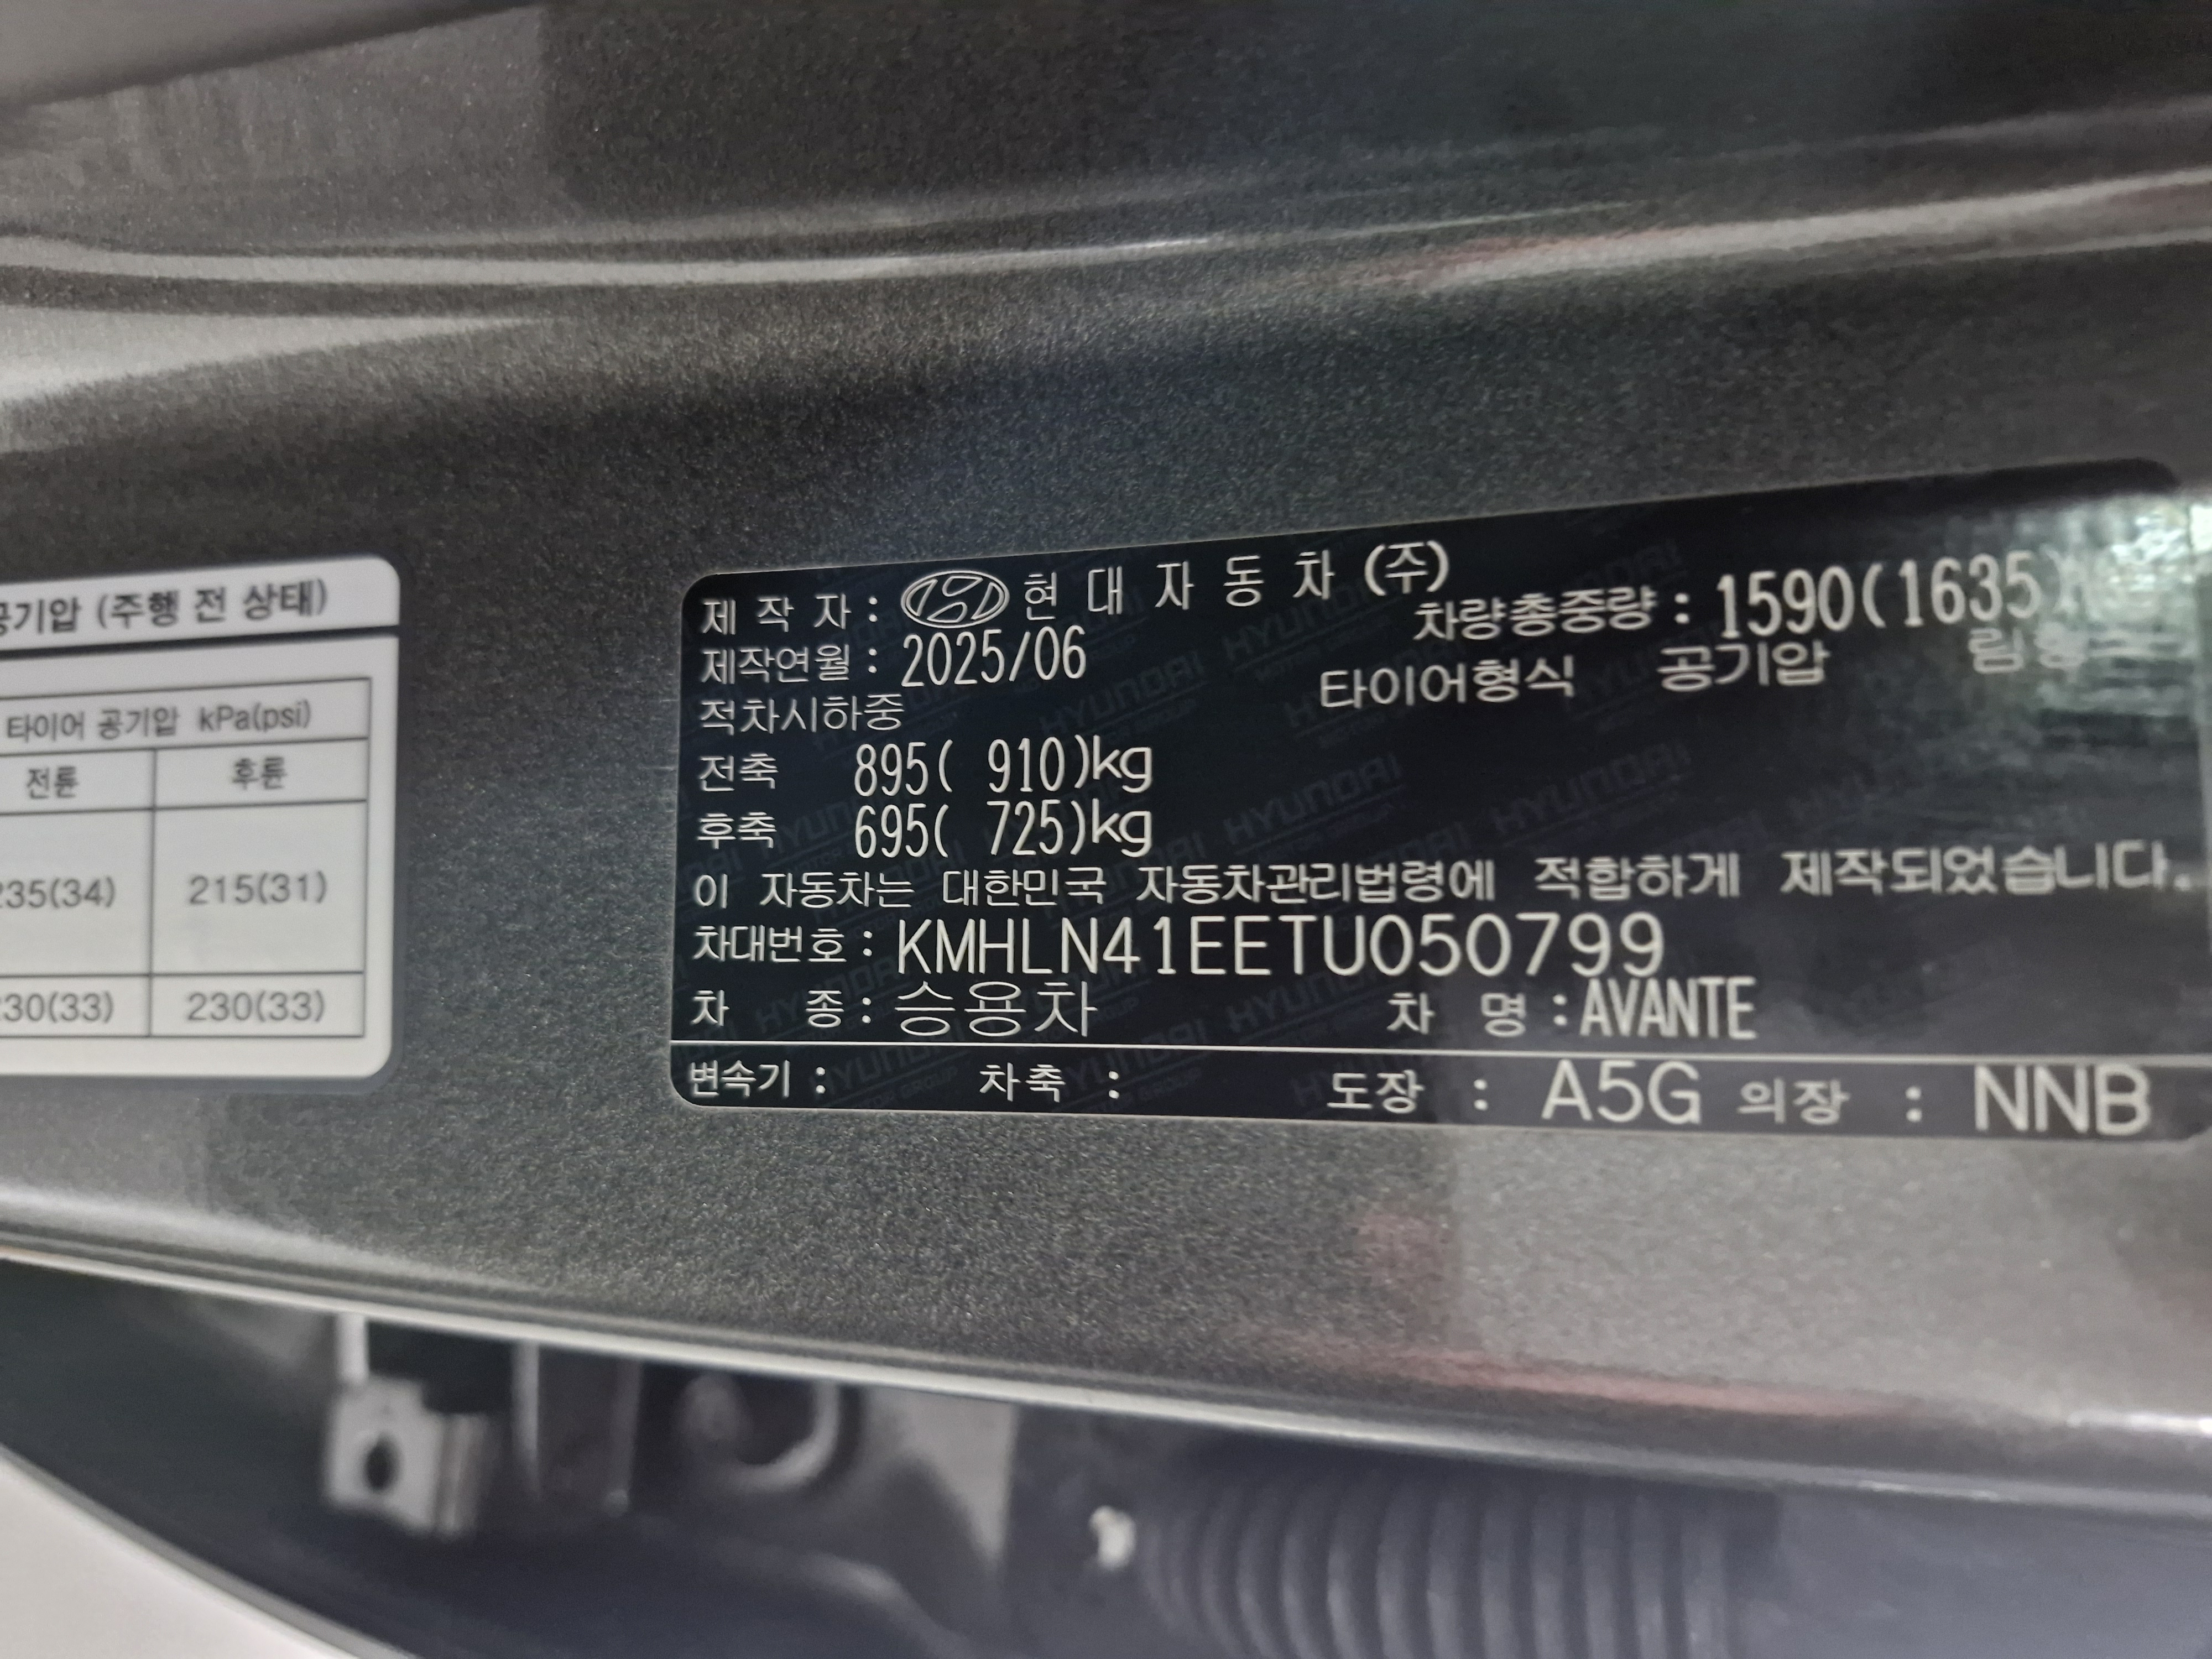 공기압 (주행 전 상태)
타이어 공기압 kPa(psi)
전륜 후륜
235(34) 215(31)
230(33) 230(33)
제작자 : 현대자동차 (주)
제작연월 : 2025/06 차량총중량 : 1590(1635)
적차시하중 타이어형식 공기압 림
전축 895( 910)kg
후축 695( 725)kg
이 자동차는 대한민국 자동차관리법령에 적합하게 제작되었습니다.
차대번호 : KMHLN41EETU050799
차 종 : 승용차 차 명 : AVANTE
변속기 : 차축 : 도장 : A5G 의장 : NNB